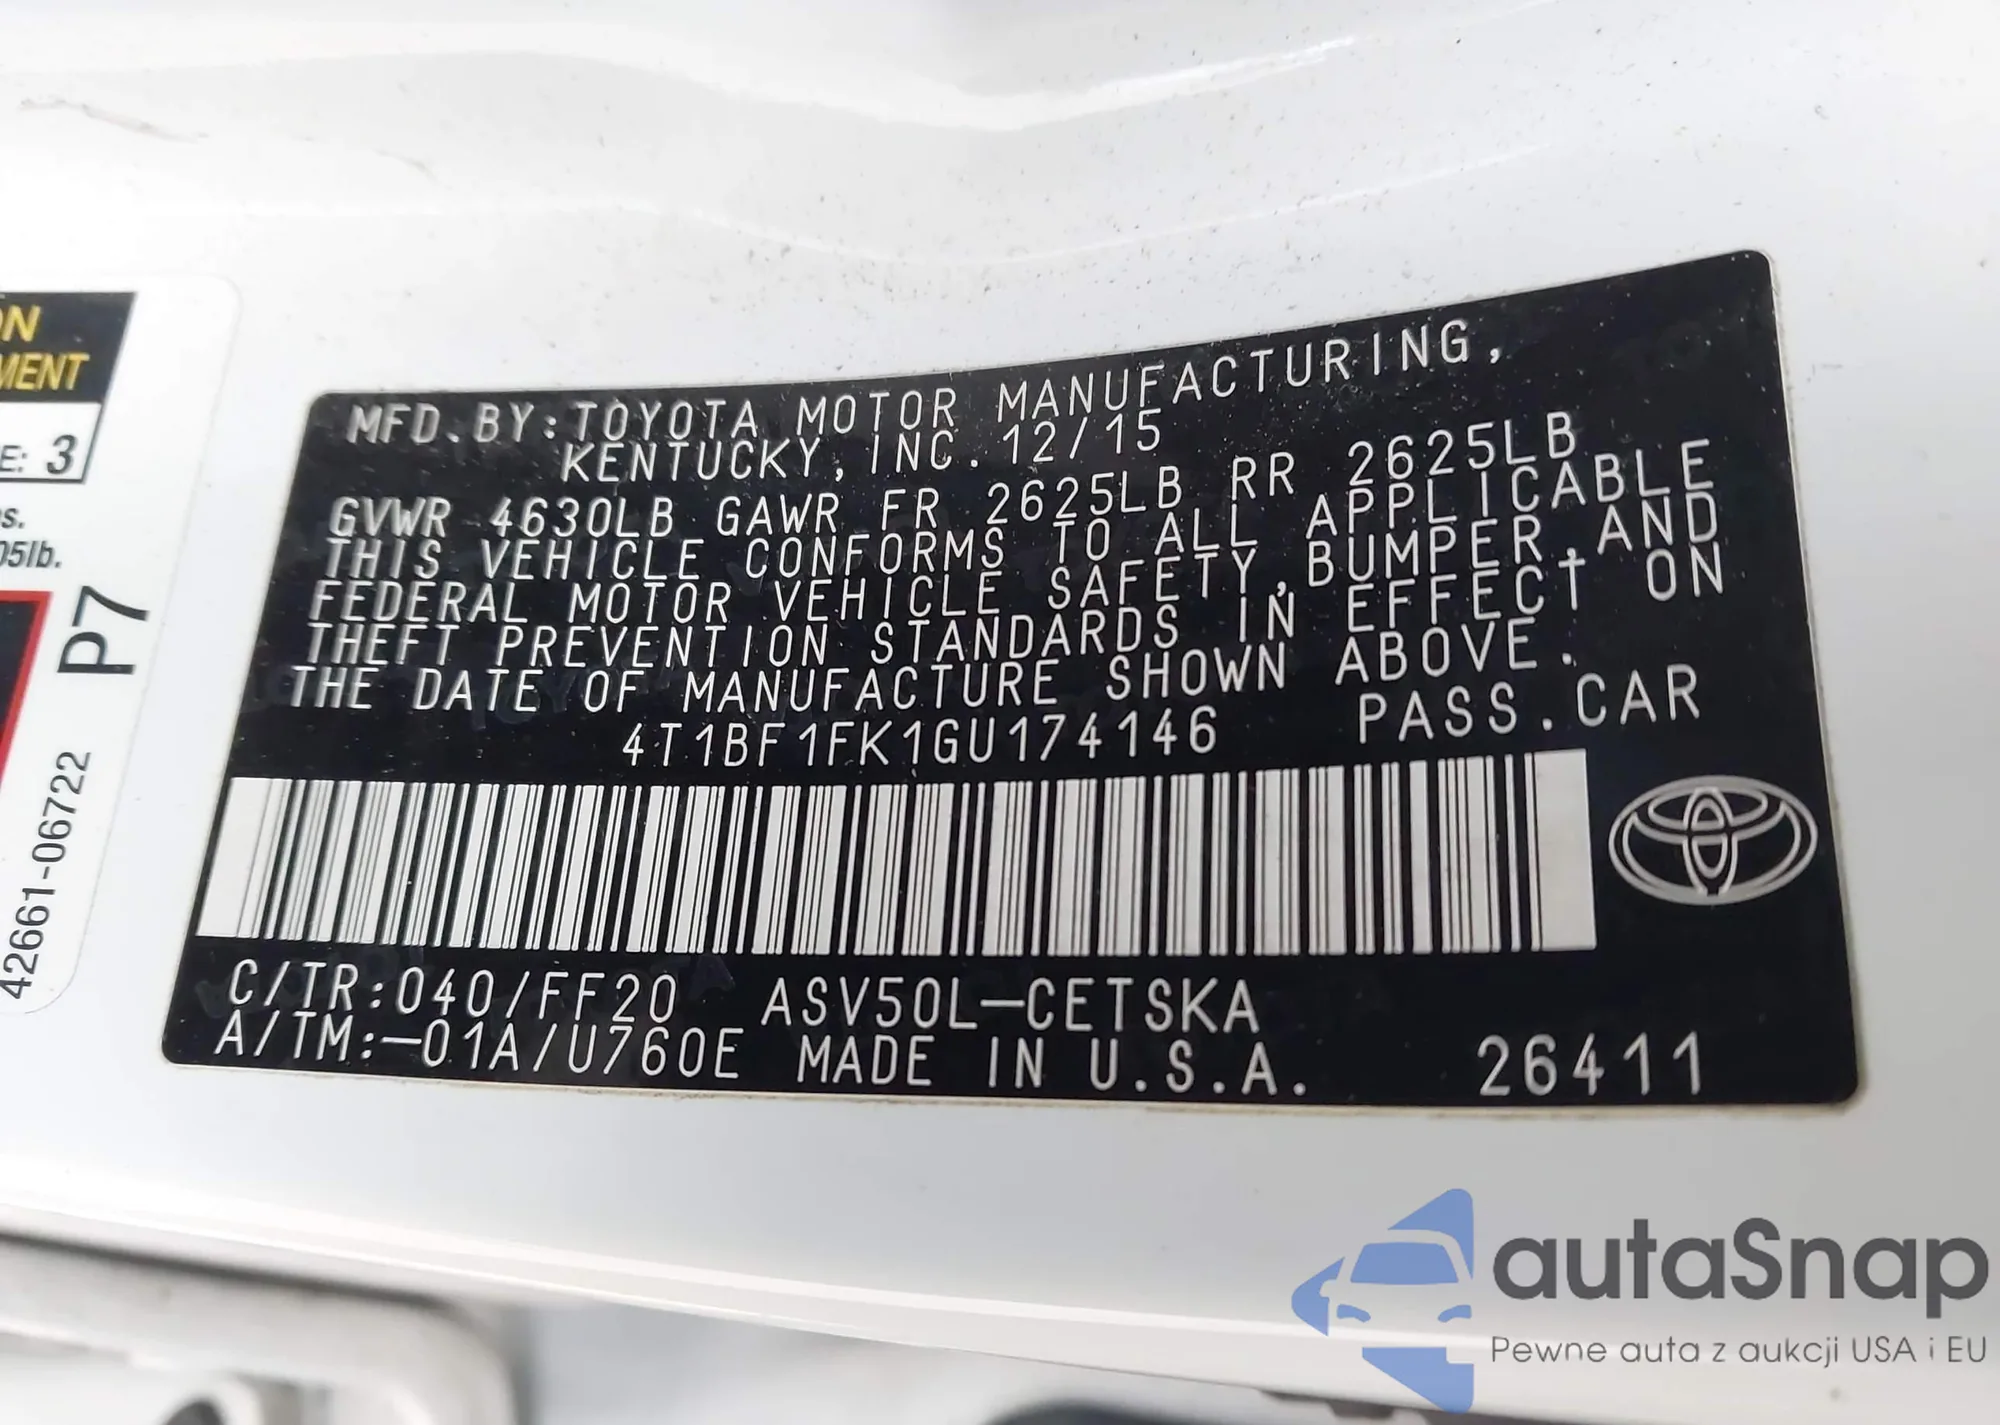 ON
MENT
E: 3
s.
05lb.
P7
42661-06722
MFD.BY:TOYOTA MOTOR MANUFACTURING,
KENTUCKY,INC.12/15
GVWR 4630LB GAWR FR 2625LB RR 2625LB
THIS VEHICLE CONFORMS TO ALL APPLICABLE
FEDERAL MOTOR VEHICLE SAFETY,BUMPER,AND
THEFT PREVENTION STANDARDS IN EFFECT ON
THE DATE OF MANUFACTURE SHOWN ABOVE.
4T1BF1FK1GU174146 PASS.CAR
C/TR:040/FF20 ASV50L-CETSKA
A/TM:-01A/U760E MADE IN U.S.A. 26411
autaSnap
Pewne auta z aukcji USA i EU